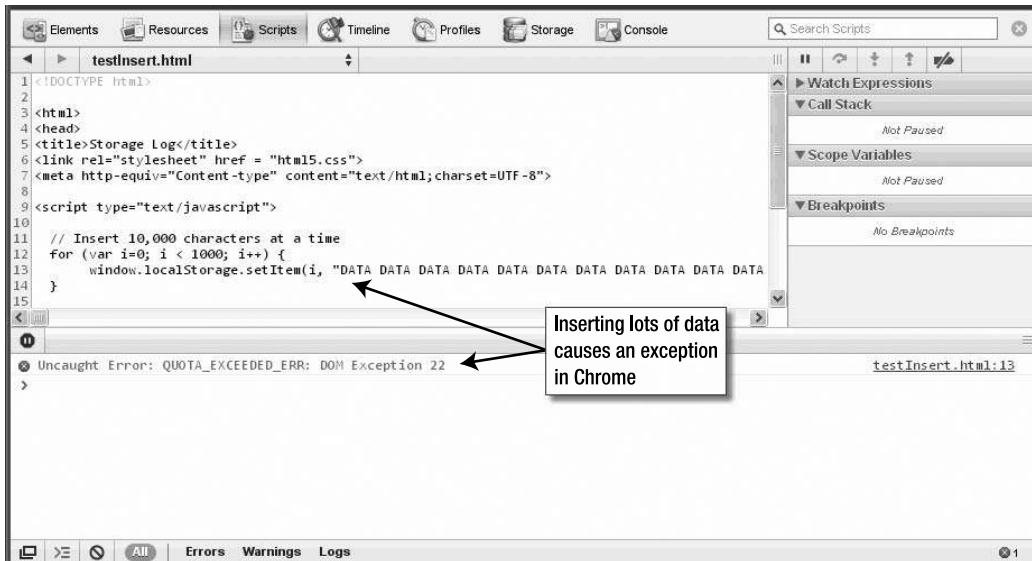 Elements Resources Scripts Timeline Profiles Storage Console Search Scripts
testInsert.html
1 <!DOCTYPE html>
2
3 <html>
4 <head>
5 <title>Storage Log</title>
6 <link rel="stylesheet" href = "html5.css">
7 <meta http-equiv="Content-type" content="text/html;charset=UTF-8">
8
9 <script type="text/javascript">
10
11 // Insert 10,000 characters at a time
12 for (var i=0; i < 1000; i++) {
13 window.localStorage.setItem(i, "DATA DATA DATA DATA DATA DATA DATA DATA DATA DATA DATA
14 }
15
Watch Expressions
Call Stack
Not Paused
Scope Variables
Not Paused
Breakpoints
No Breakpoints
Inserting lots of data
causes an exception
in Chrome
Uncaught Error: QUOTA_EXCEEDED_ERR: DOM Exception 22 testInsert.html:13
>
All Errors Warnings Logs 1